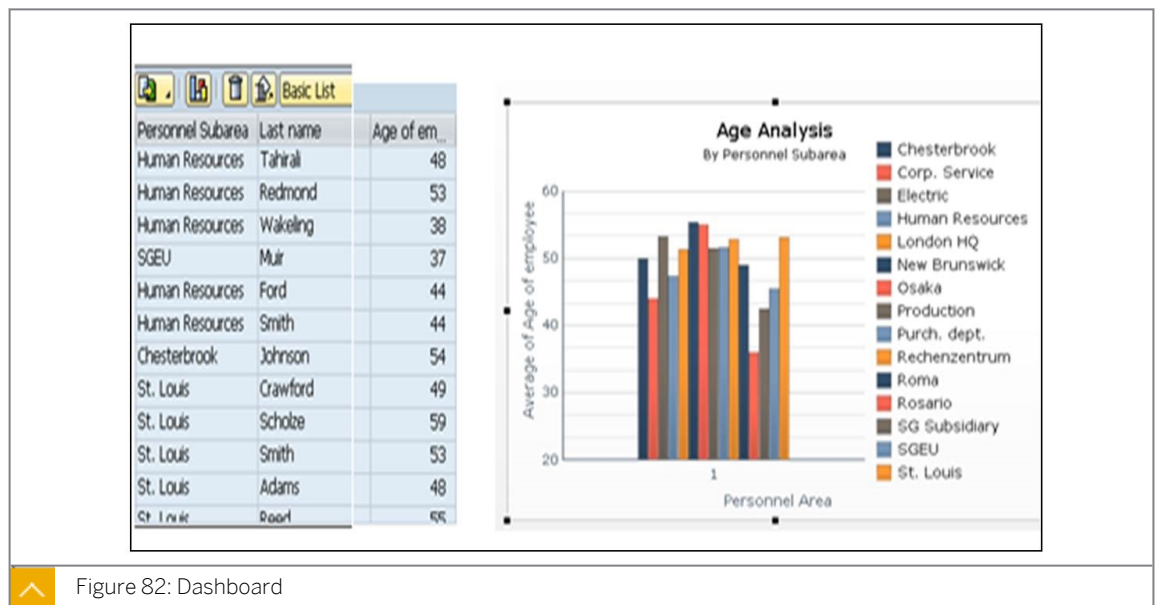 Basic List
Personnel Subarea Last name Age of em...
Human Resources Tahirali 48
Human Resources Redmond 53
Human Resources Wakeling 38
SGEU Muir 37
Human Resources Ford 44
Human Resources Smith 44
Chesterbrook Johnson 54
St. Louis Crawford 49
St. Louis Scholze 59
St. Louis Smith 53
St. Louis Adams 48
St. Louis Reed 55
Age Analysis
By Personnel Subarea
Average of Age of employee
60
50
40
30
20
1
Personnel Area
Chesterbrook
Corp. Service
Electric
Human Resources
London HQ
New Brunswick
Osaka
Production
Purch. dept.
Rechenzentrum
Roma
Rosario
SG Subsidiary
SGEU
St. Louis
Figure 82: Dashboard